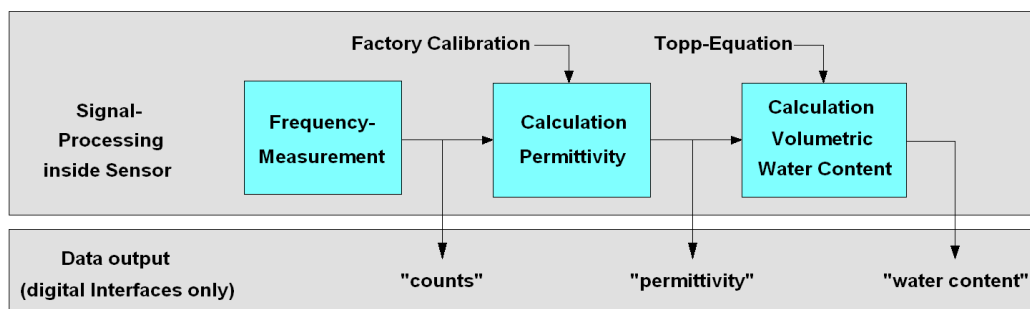 Factory Calibration
Topp-Equation
Signal-
Processing
inside Sensor
Frequency-
Measurement
Calculation
Permittivity
Calculation
Volumetric
Water Content
Data output
(digital Interfaces only)
"counts"
"permittivity"
"water content"